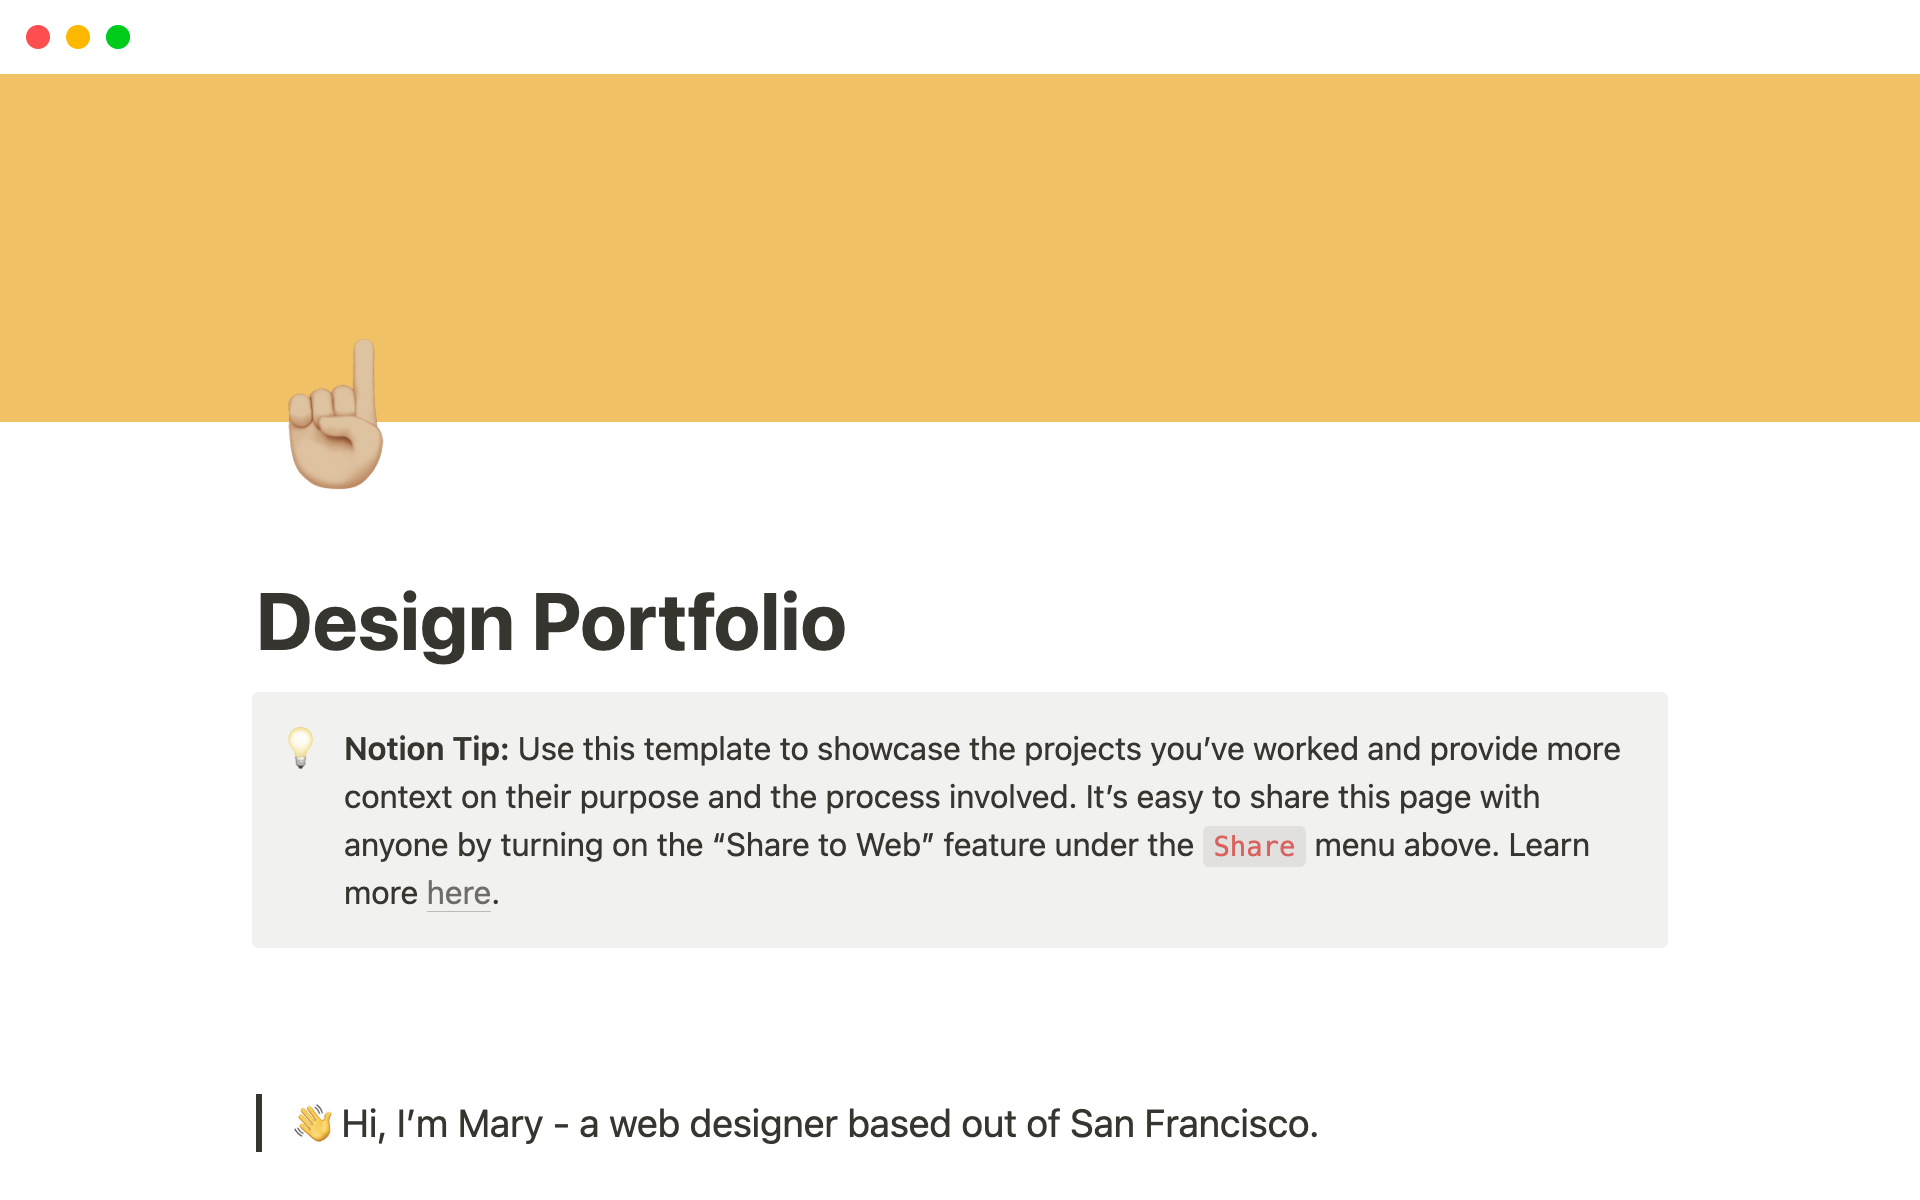 Design Portfolio
Notion Tip: Use this template to showcase the projects you’ve worked and provide more
context on their purpose and the process involved. It’s easy to share this page with
anyone by turning on the “Share to Web” feature under the Share menu above. Learn
more here.
Hi, I’m Mary - a web designer based out of San Francisco.